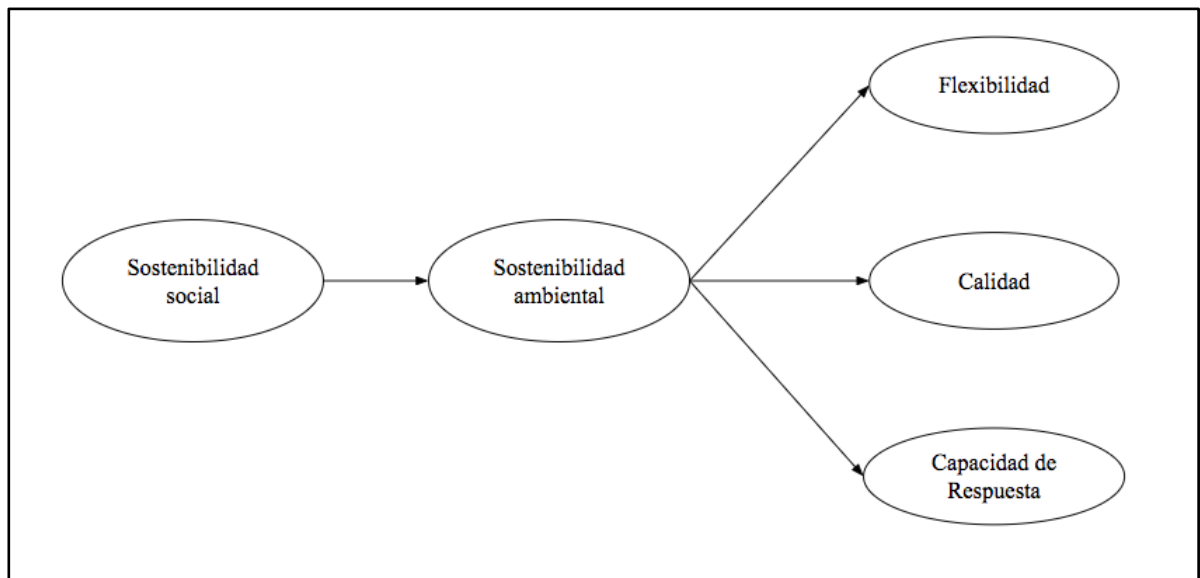 Flexibilidad
Sostenibilidad
social
Sostenibilidad
ambiental
Calidad
Capacidad de
Respuesta